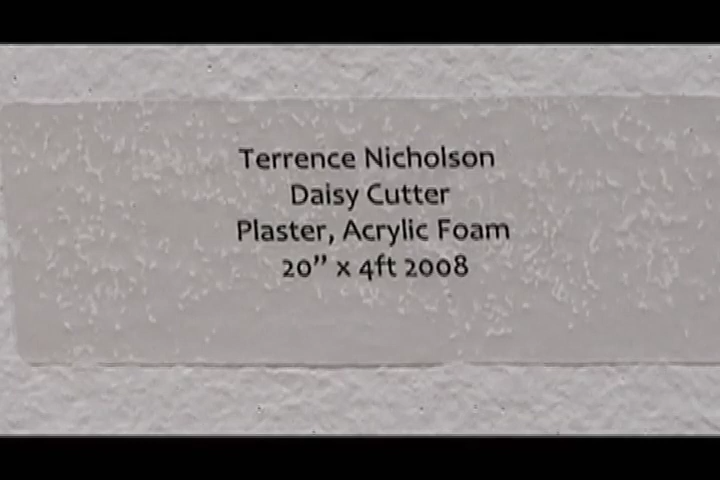 Terrence Nicholson
Daisy Cutter
Plaster, Acrylic Foam
20” x 4ft 2008